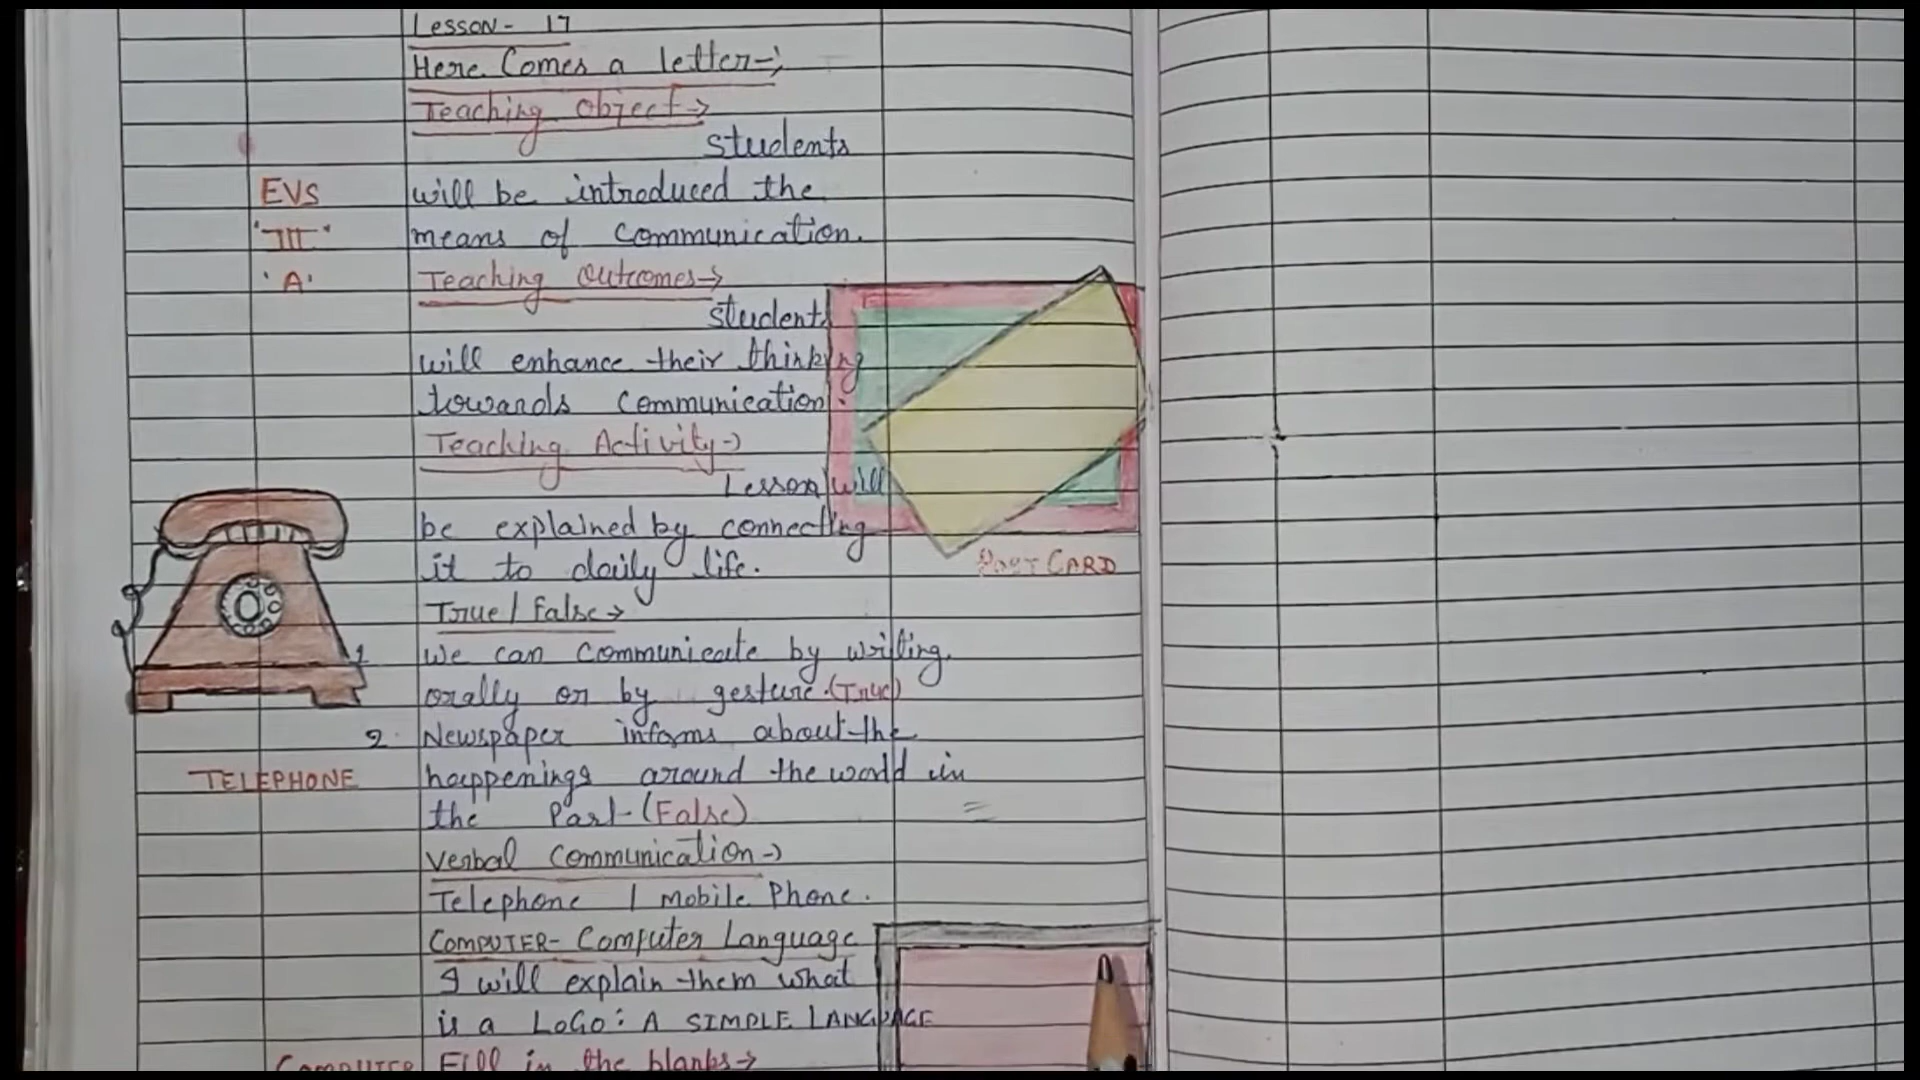 Lesson- 17
Here Comes a letter→
Teaching Object→
students
EVS will be introduced the
'III' means of communication.
'A' Teaching Outcomes→
students
will enhance their thinking
towards communication.
Teaching Activity→
Lesson will
be explained by connecting
it to daily life.
POST CARD
True/False→
1 We can communicate by writing,
orally or by gesture.(True)
2. Newspaper informs about the
TELEPHONE happenings around the world in
the Past-(False)
Verbal Communication→
Telephone / mobile Phone.
COMPUTER- Computer Language
I will explain them what
is a LOGO: A SIMPLE LANGUAGE
COMPUTER Fill in the blanks→